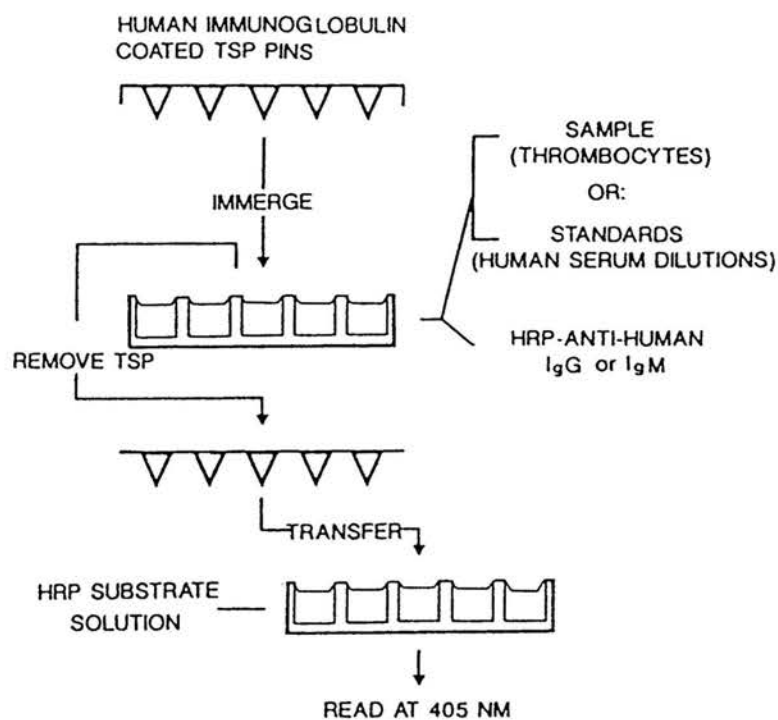 HUMAN IMMUNOGLOBULIN
COATED TSP PINS
IMMERGE
SAMPLE
(THROMBOCYTES)
OR:
STANDARDS
(HUMAN SERUM DILUTIONS)
HRP-ANTI-HUMAN
IgG or IgM
REMOVE TSP
TRANSFER
HRP SUBSTRATE
SOLUTION
READ AT 405 NM